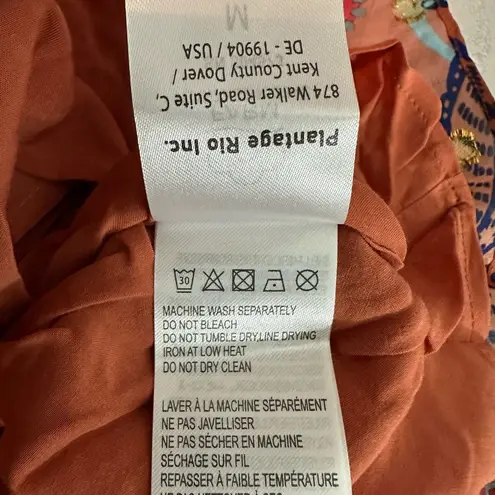 Plantage Rio Inc.
874 Walker Road, Suite C,
Kent County Dover /
DE - 19904 / USA
M
30
MACHINE WASH SEPARATELY
DO NOT BLEACH
DO NOT TUMBLE DRY.LINE DRYING
IRON AT LOW HEAT
DO NOT DRY CLEAN
LAVER À LA MACHINE SÉPARÉMENT
NE PAS JAVELLISER
NE PAS SÉCHER EN MACHINE
SÉCHAGE SUR FIL
REPASSER À FAIBLE TEMPÉRATURE